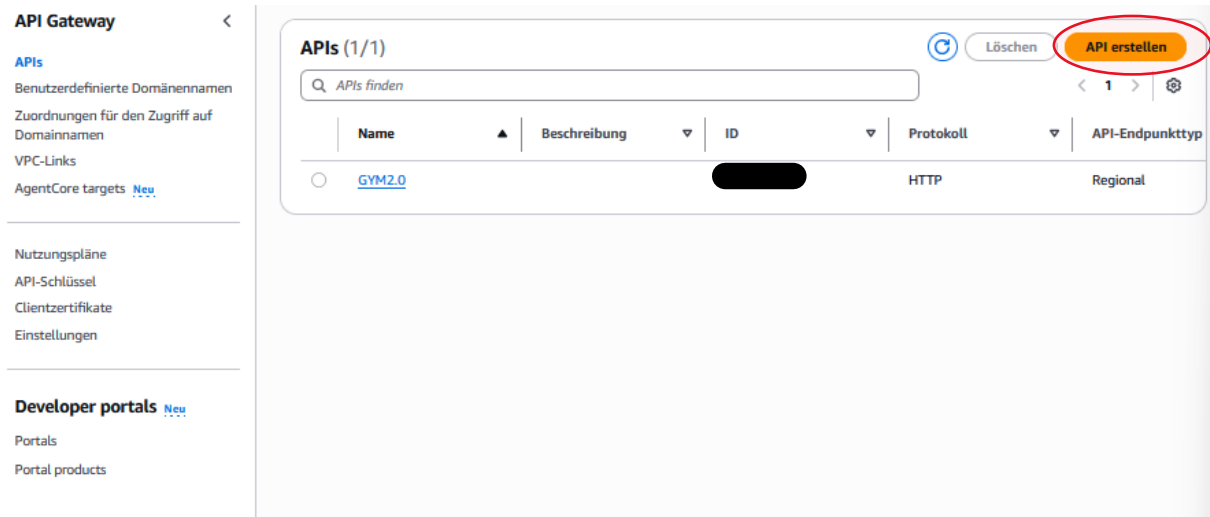 API Gateway
APIs
Benutzerdefinierte Domänennamen
Zuordnungen für den Zugriff auf
Domainnamen
VPC-Links
AgentCore targets Neu
Nutzungspläne
API-Schlüssel
Clientzertifikate
Einstellungen
Developer portals Neu
Portals
Portal products
APIs (1/1)
Löschen
API erstellen
APIs finden
1
Name Beschreibung ID Protokoll API-Endpunkttyp
GYM2.0 HTTP Regional